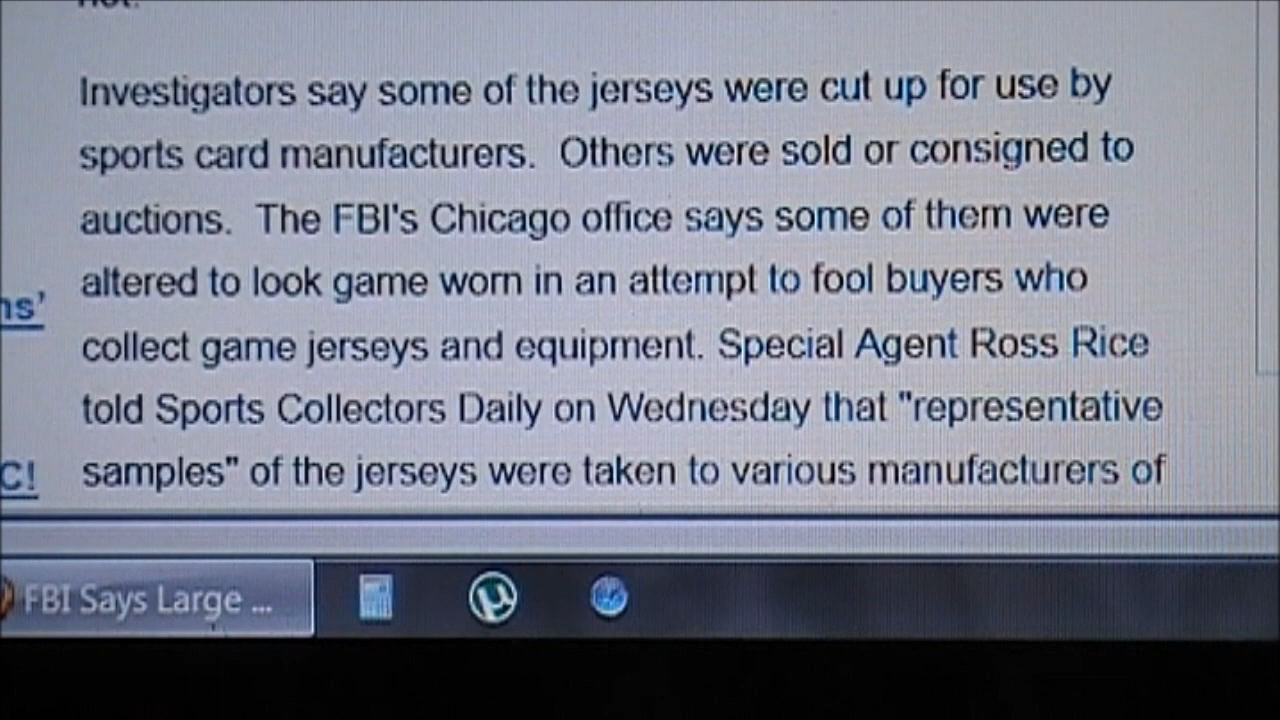 Investigators say some of the jerseys were cut up for use by
sports card manufacturers.  Others were sold or consigned to
auctions.  The FBI's Chicago office says some of them were
altered to look game worn in an attempt to fool buyers who
ns'
collect game jerseys and equipment. Special Agent Ross Rice
told Sports Collectors Daily on Wednesday that "representative
C! samples" of the jerseys were taken to various manufacturers of
FBI Says Large ...